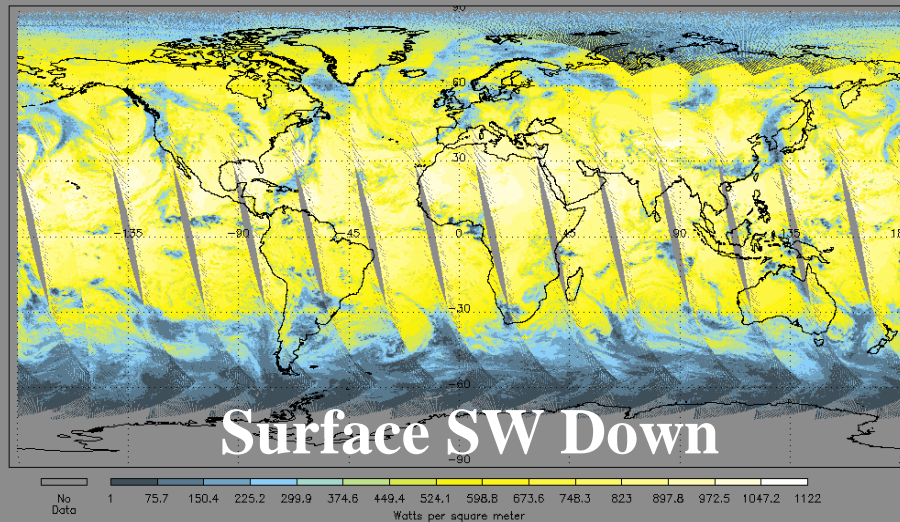 90
60
30
-135 -90 -45 0 45 90 135 18
-30
-60
Surface SW Down
-90
No
Data
1 75.7 150.4 225.2 299.9 374.6 449.4 524.1 598.8 673.6 748.3 823 897.8 972.5 1047.2 1122
Watts per square meter